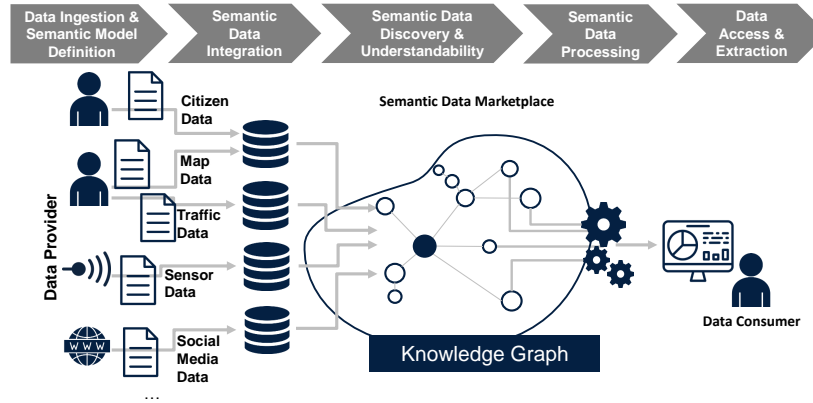 Data Ingestion &
Semantic Model
Definition
Semantic
Data
Integration
Semantic Data
Discovery &
Understandability
Semantic
Data
Processing
Data
Access &
Extraction
Data Provider
Citizen
Data
Map
Data
Traffic
Data
Sensor
Data
WWW
Social
Media
Data
...
Semantic Data Marketplace
Knowledge Graph
Data Consumer